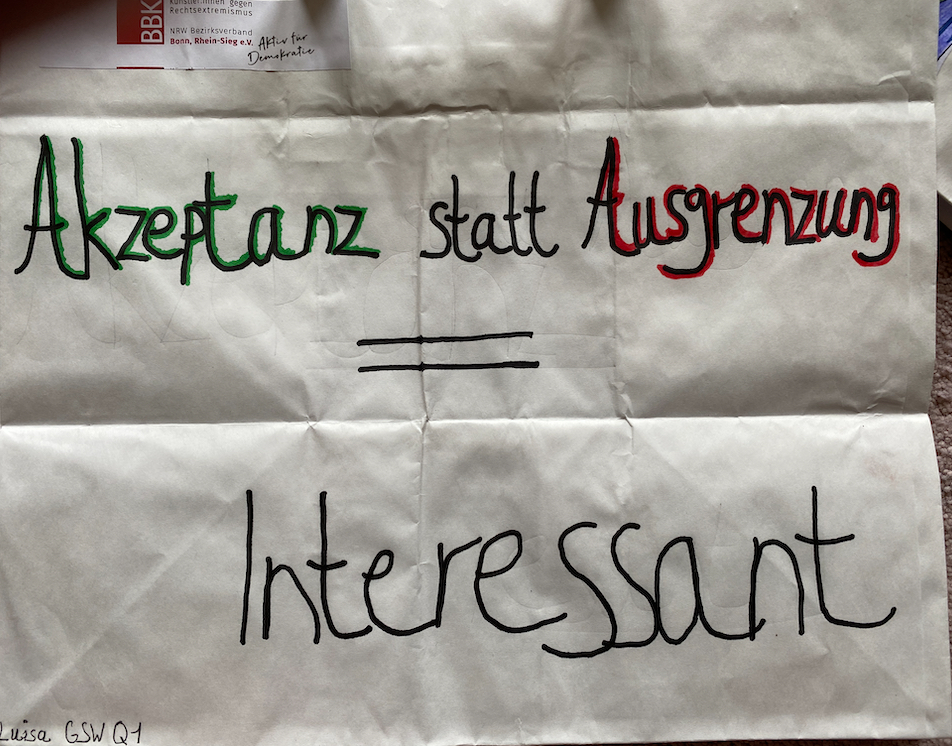 BBK
Künstler:innen gegen
Rechtsextremismus
NRW Bezirksverband
Bonn, Rhein-Sieg e.V.
Aktiv für
Demokratie
Akzeptanz statt Ausgrenzung
=
Interessant
Luisa GSW Q1